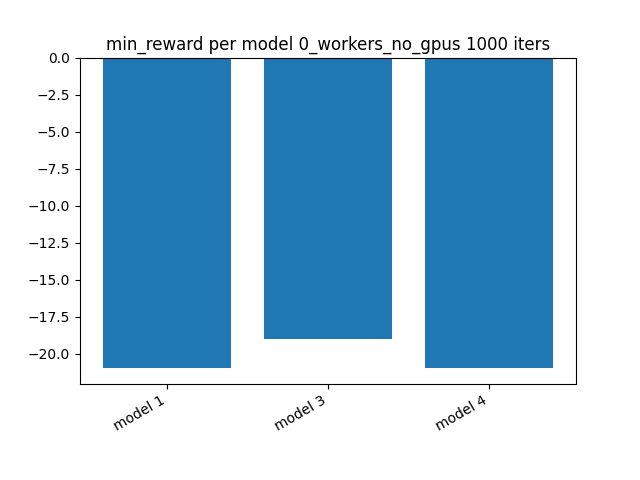 min_reward per model 0_workers_no_gpus 1000 iters
0.0
−2.5
−5.0
−7.5
−10.0
−12.5
−15.0
−17.5
−20.0
model 1
model 3
model 4